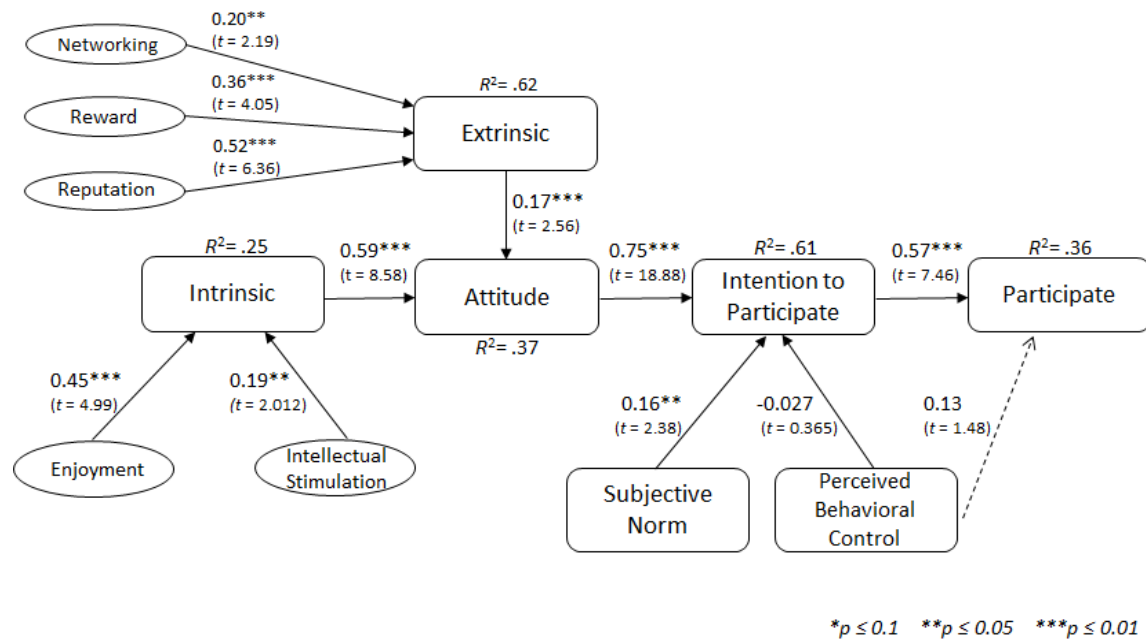 0.20**
(t = 2.19)
Networking
0.36***
(t = 4.05)
Reward
0.52***
(t = 6.36)
Reputation
R²= .62
Extrinsic
0.17***
(t = 2.56)
R²= .25
Intrinsic
0.59***
(t = 8.58)
Attitude
R²= .37
0.75***
(t = 18.88)
R²= .61
Intention to
Participate
0.57***
(t = 7.46)
R²= .36
Participate
0.45***
(t = 4.99)
Enjoyment
0.19**
(t = 2.012)
Intellectual
Stimulation
0.16**
(t = 2.38)
Subjective
Norm
-0.027
(t = 0.365)
Perceived
Behavioral
Control
0.13
(t = 1.48)
*p ≤ 0.1 **p ≤ 0.05 ***p ≤ 0.01